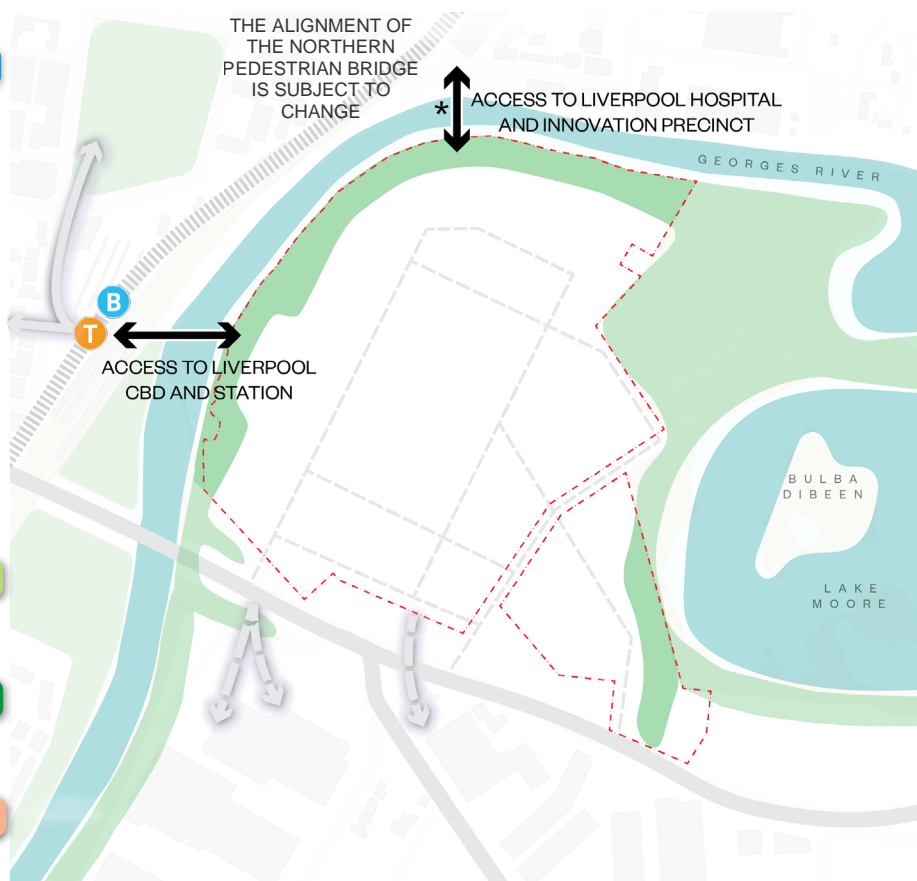 THE ALIGNMENT OF
THE NORTHERN
PEDESTRIAN BRIDGE
IS SUBJECT TO
CHANGE
*
ACCESS TO LIVERPOOL HOSPITAL
AND INNOVATION PRECINCT
GEORGES RIVER
B
T
ACCESS TO LIVERPOOL
CBD AND STATION
BULBA
DIBEEN
LAKE
MOORE